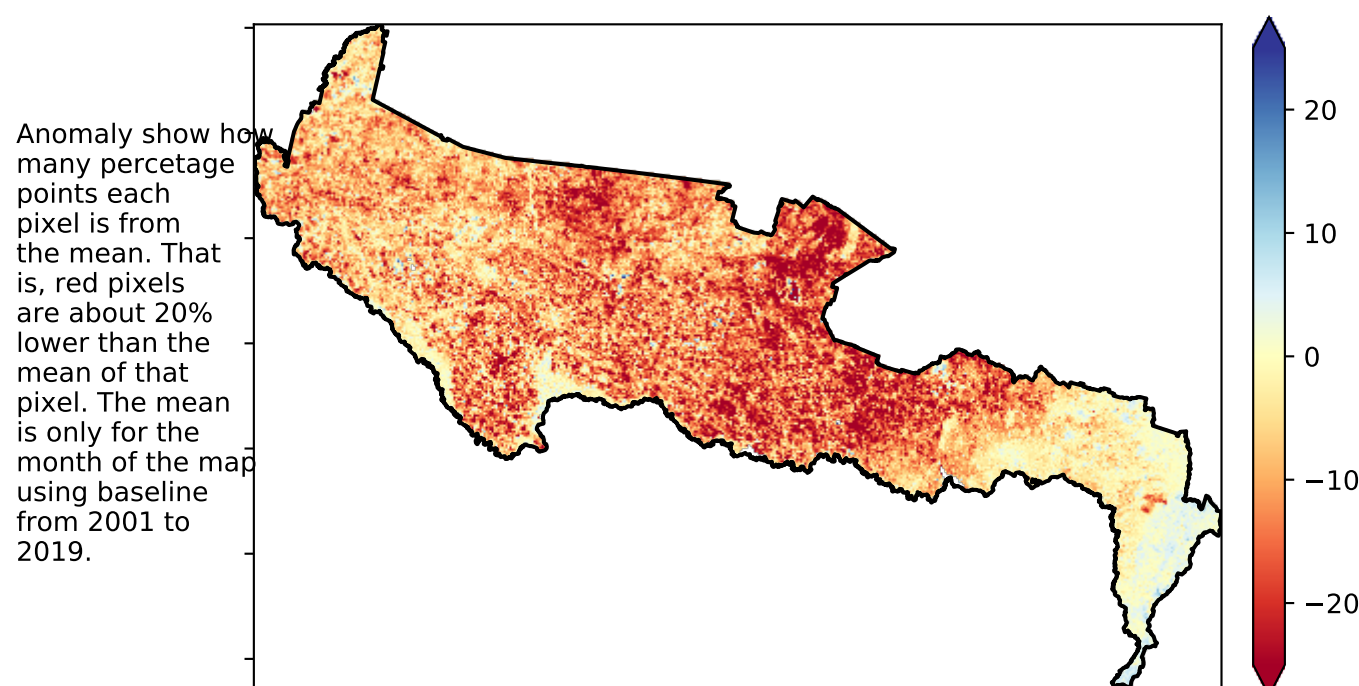 Anomaly show how
many percetage
points each
pixel is from
the mean. That
is, red pixels
are about 20%
lower than the
mean of that
pixel. The mean
is only for the
month of the map
using baseline
from 2001 to
2019.
20
10
0
−10
−20